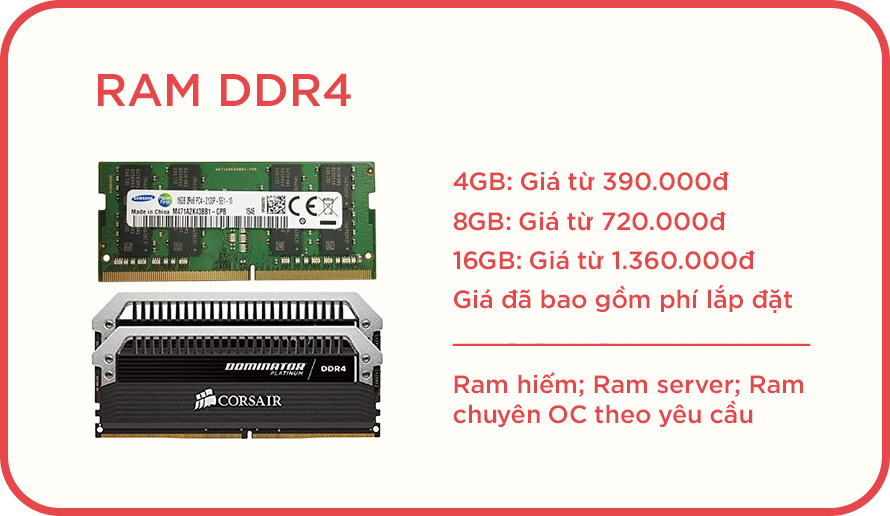 RAM DDR4
SAMSUNG
16GB 2Rx8 PC4-2133P-SE1-10
Made in China M471A2K43BB1-CPB 1545
4GB: Giá từ 390.000đ
8GB: Giá từ 720.000đ
16GB: Giá từ 1.360.000đ
Giá đã bao gồm phí lắp đặt
DOMINATOR
PLATINUM
DDR4
CORSAIR
Ram hiếm; Ram server; Ram
chuyên OC theo yêu cầu